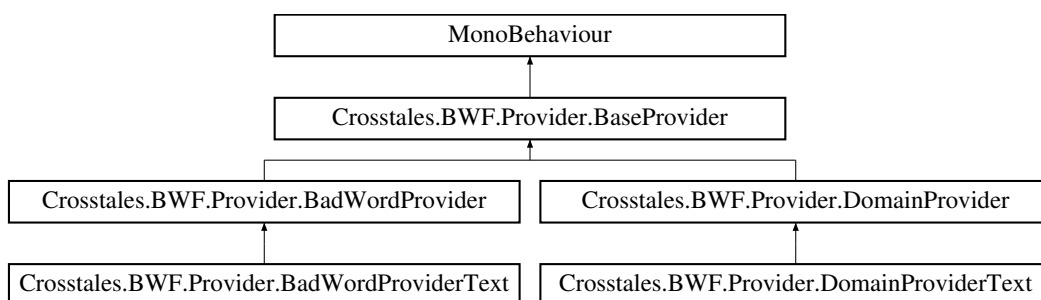 MonoBehaviour
Crosstales.BWF.Provider.BaseProvider
Crosstales.BWF.Provider.BadWordProvider
Crosstales.BWF.Provider.DomainProvider
Crosstales.BWF.Provider.BadWordProviderText
Crosstales.BWF.Provider.DomainProviderText